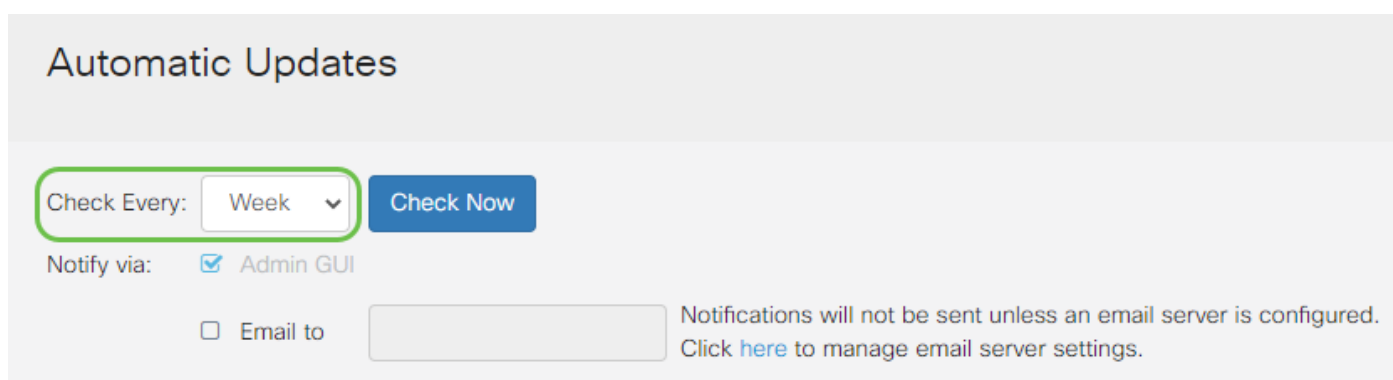 Automatic Updates
Check Every: Week Check Now
Notify via: Admin GUI
Email to
Notifications will not be sent unless an email server is configured.
Click here to manage email server settings.